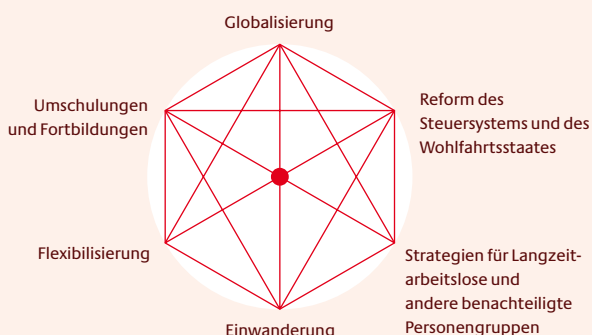 Globalisierung
Umschulungen
und Fortbildungen
Reform des
Steuersystems und des
Wohlfahrtsstaates
Flexibilisierung
Strategien für Langzeit-
arbeitslose und
andere benachteiligte
Personengruppen
Einwanderung